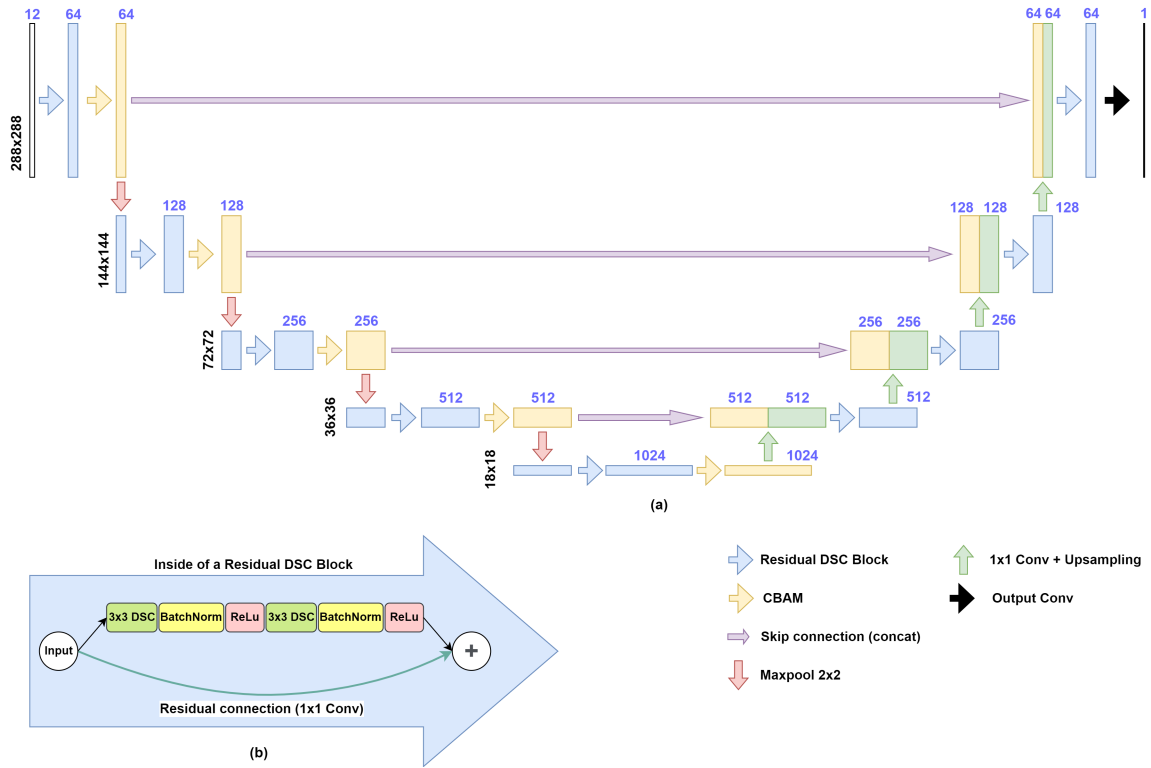 12
64
64
64
64
64
1
288x288
128
128
128
128
128
144x144
256
256
256
256
256
72x72
512
512
512
512
512
36x36
1024
1024
18x18
(a)
Inside of a Residual DSC Block
3x3 DSC
BatchNorm
ReLu
3x3 DSC
BatchNorm
ReLu
Input
+
Residual connection (1x1 Conv)
(b)
Residual DSC Block
CBAM
Skip connection (concat)
Maxpool 2x2
1x1 Conv + Upsampling
Output Conv